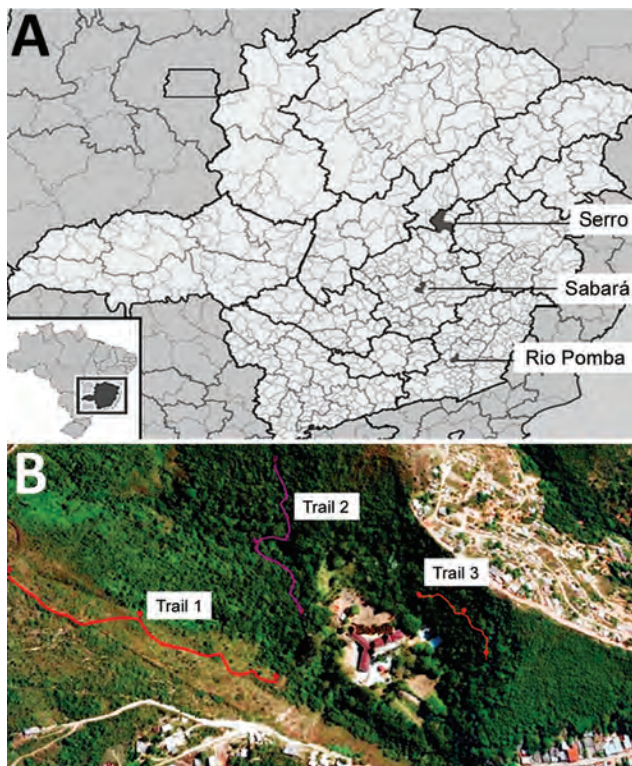 A
Serro
Sabará
Rio Pomba
B
Trail 2
Trail 3
Trail 1